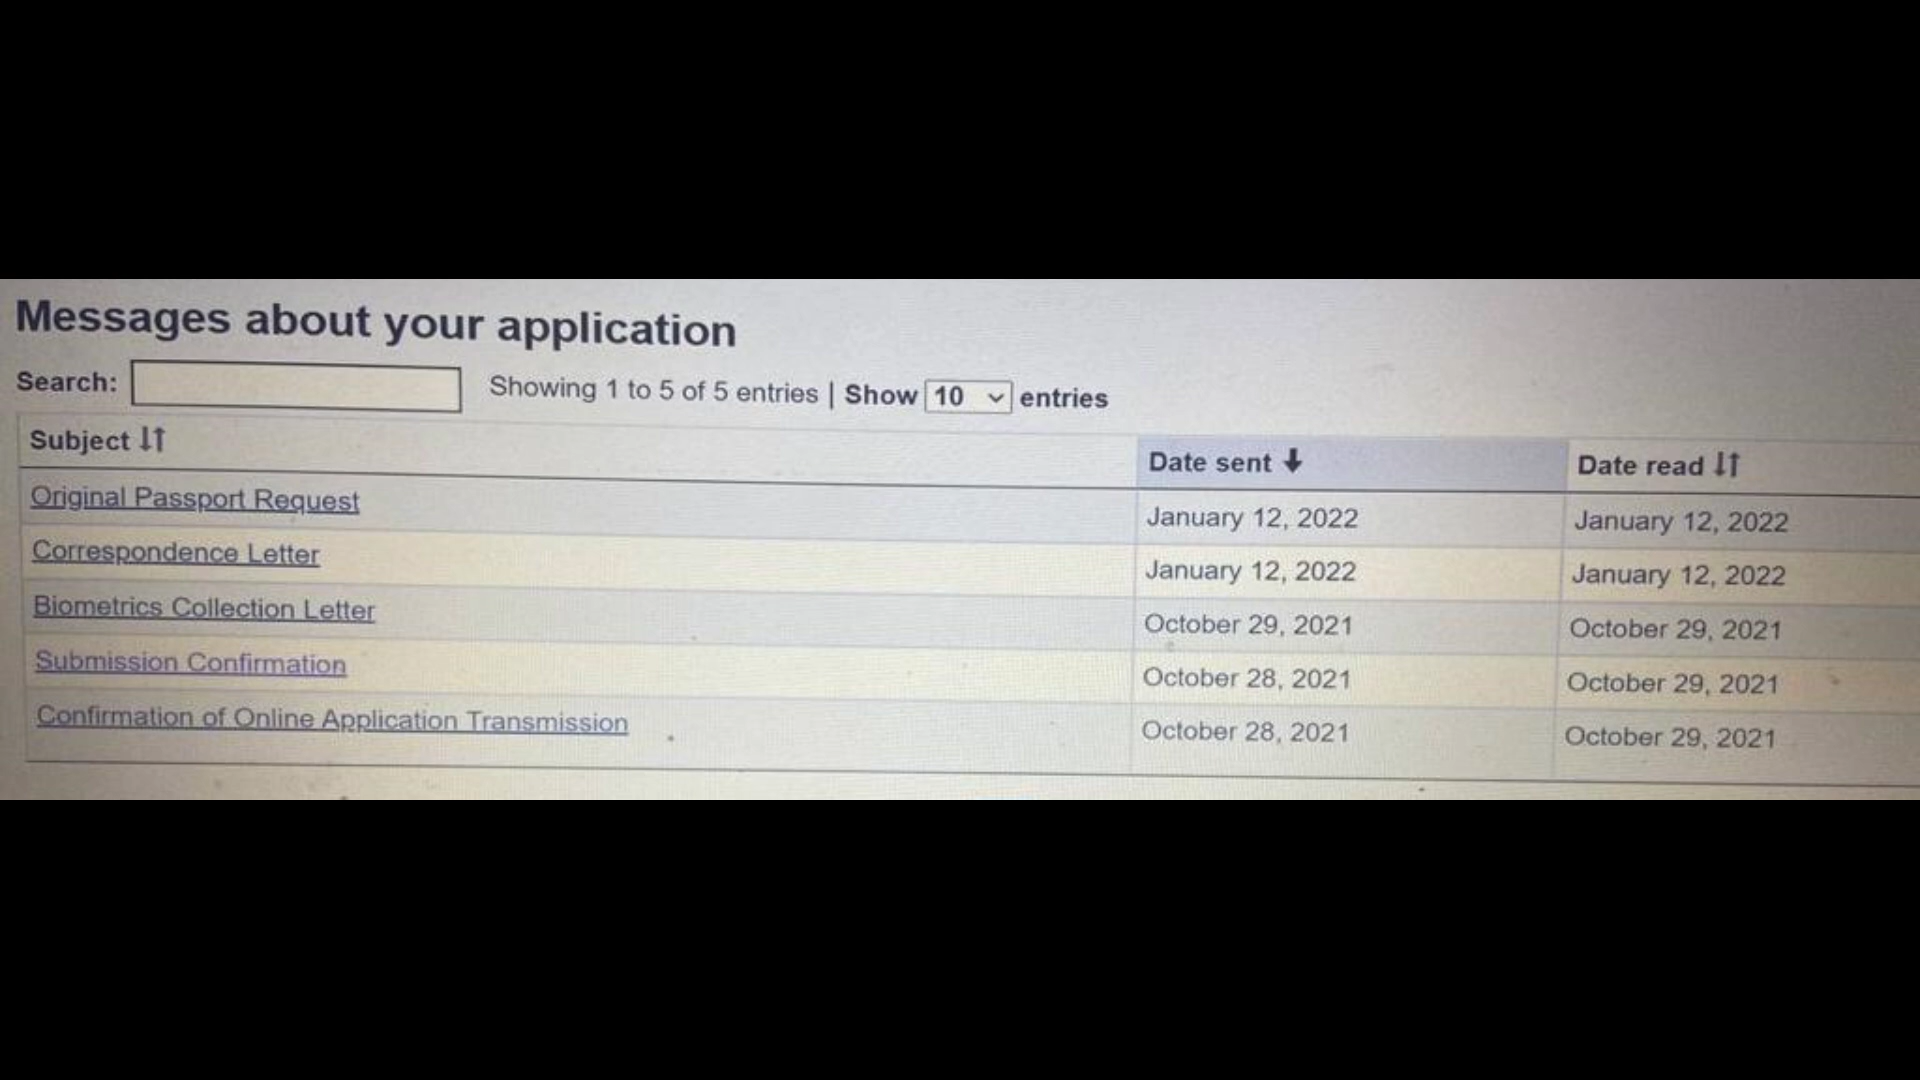 Messages about your application
Search: Showing 1 to 5 of 5 entries | Show 10 entries
Subject Date sent Date read
Original Passport Request January 12, 2022 January 12, 2022
Correspondence Letter January 12, 2022 January 12, 2022
Biometrics Collection Letter October 29, 2021 October 29, 2021
Submission Confirmation October 28, 2021 October 29, 2021
Confirmation of Online Application Transmission October 28, 2021 October 29, 2021